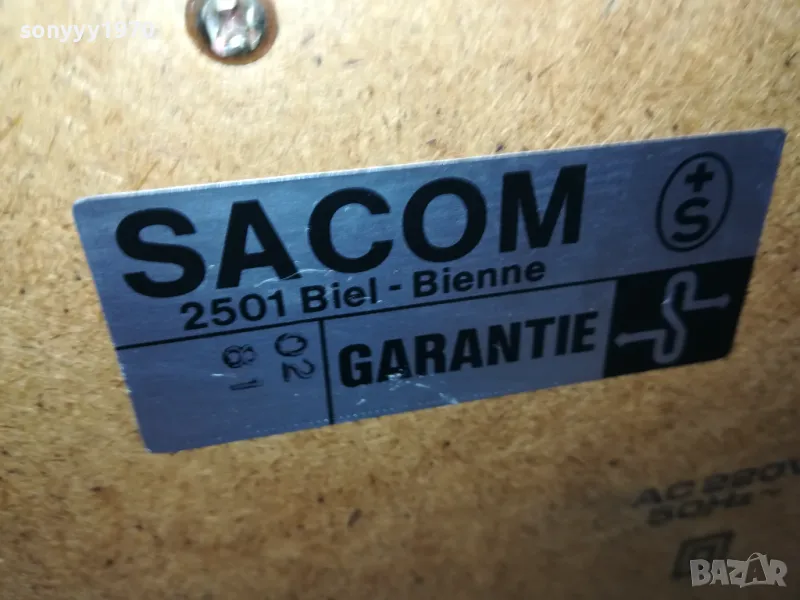 sonyyy1970
SACOM
+
S
2501 Biel - Bienne
02
81
GARANTIE
AC 220V
50Hz ~
BAZAR